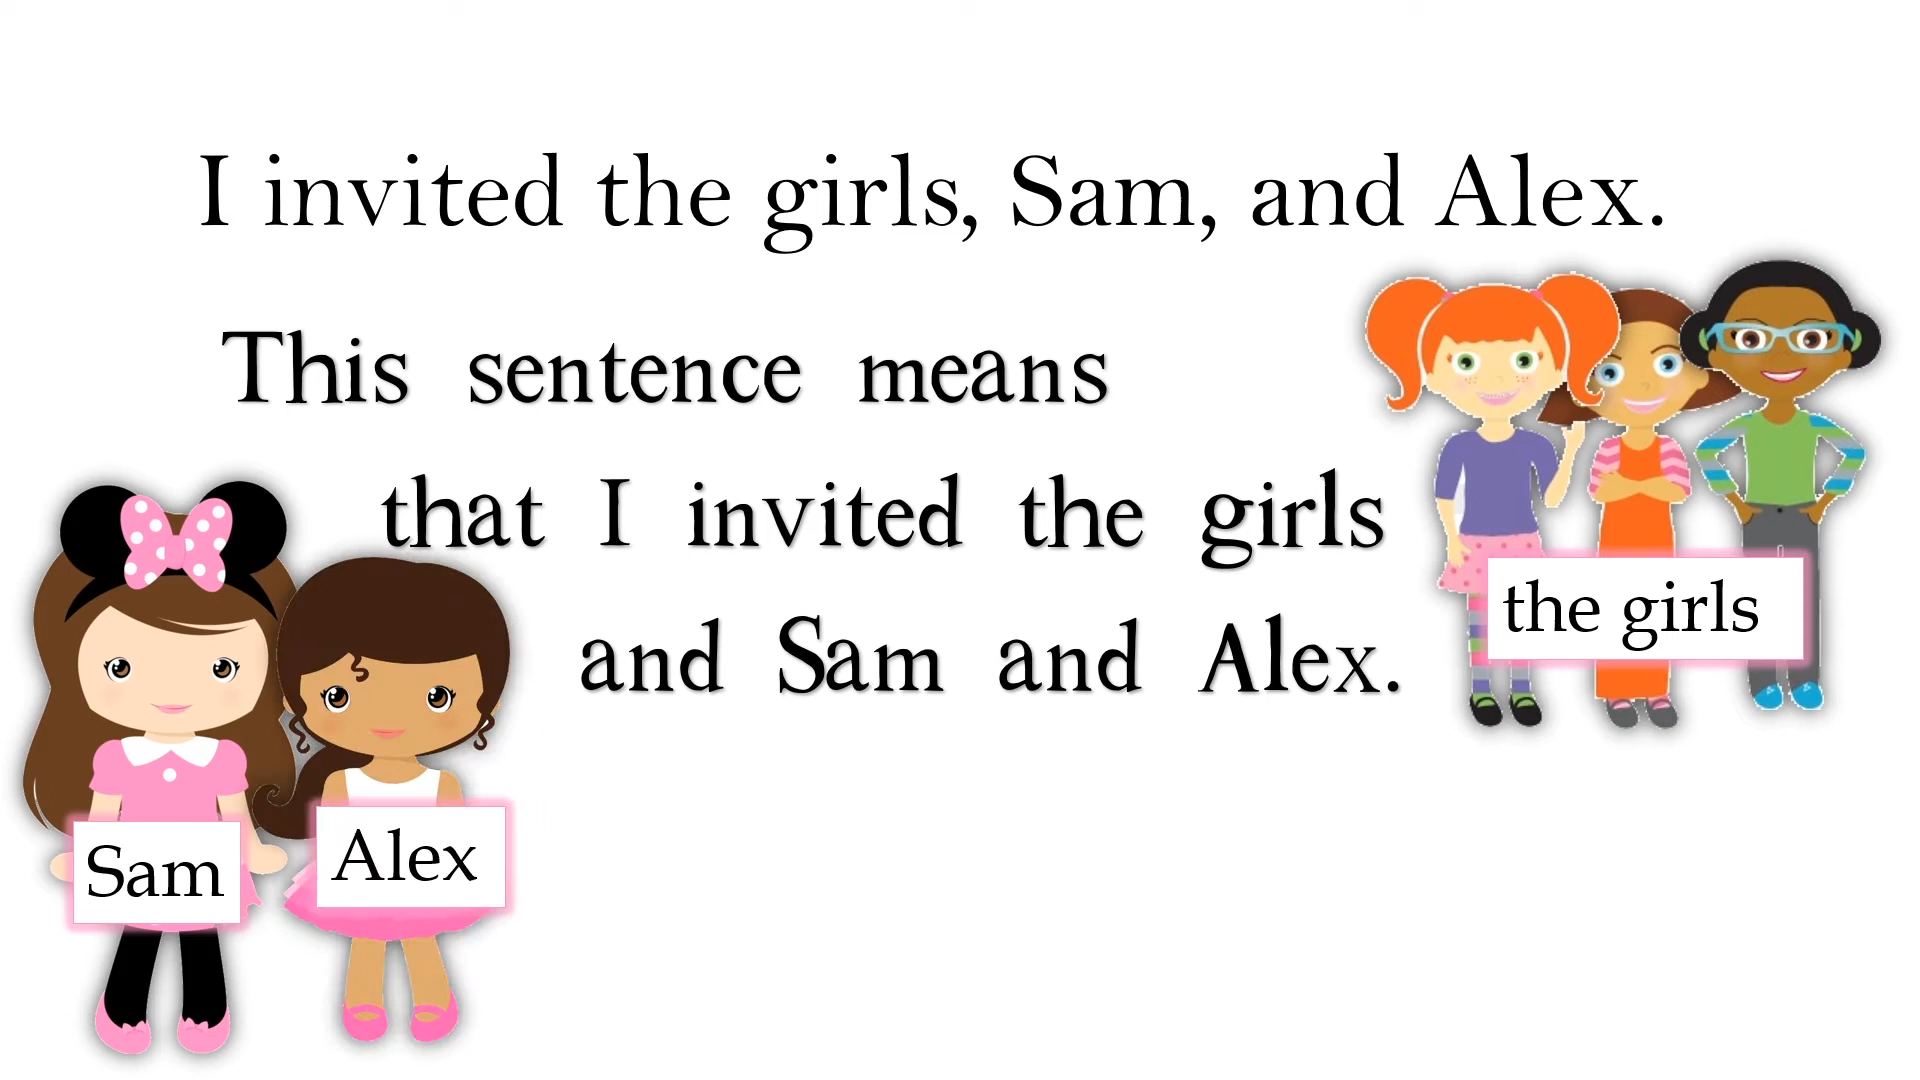 I invited the girls, Sam, and Alex.
This sentence means
that I invited the girls
and Sam and Alex.
the girls
Sam
Alex